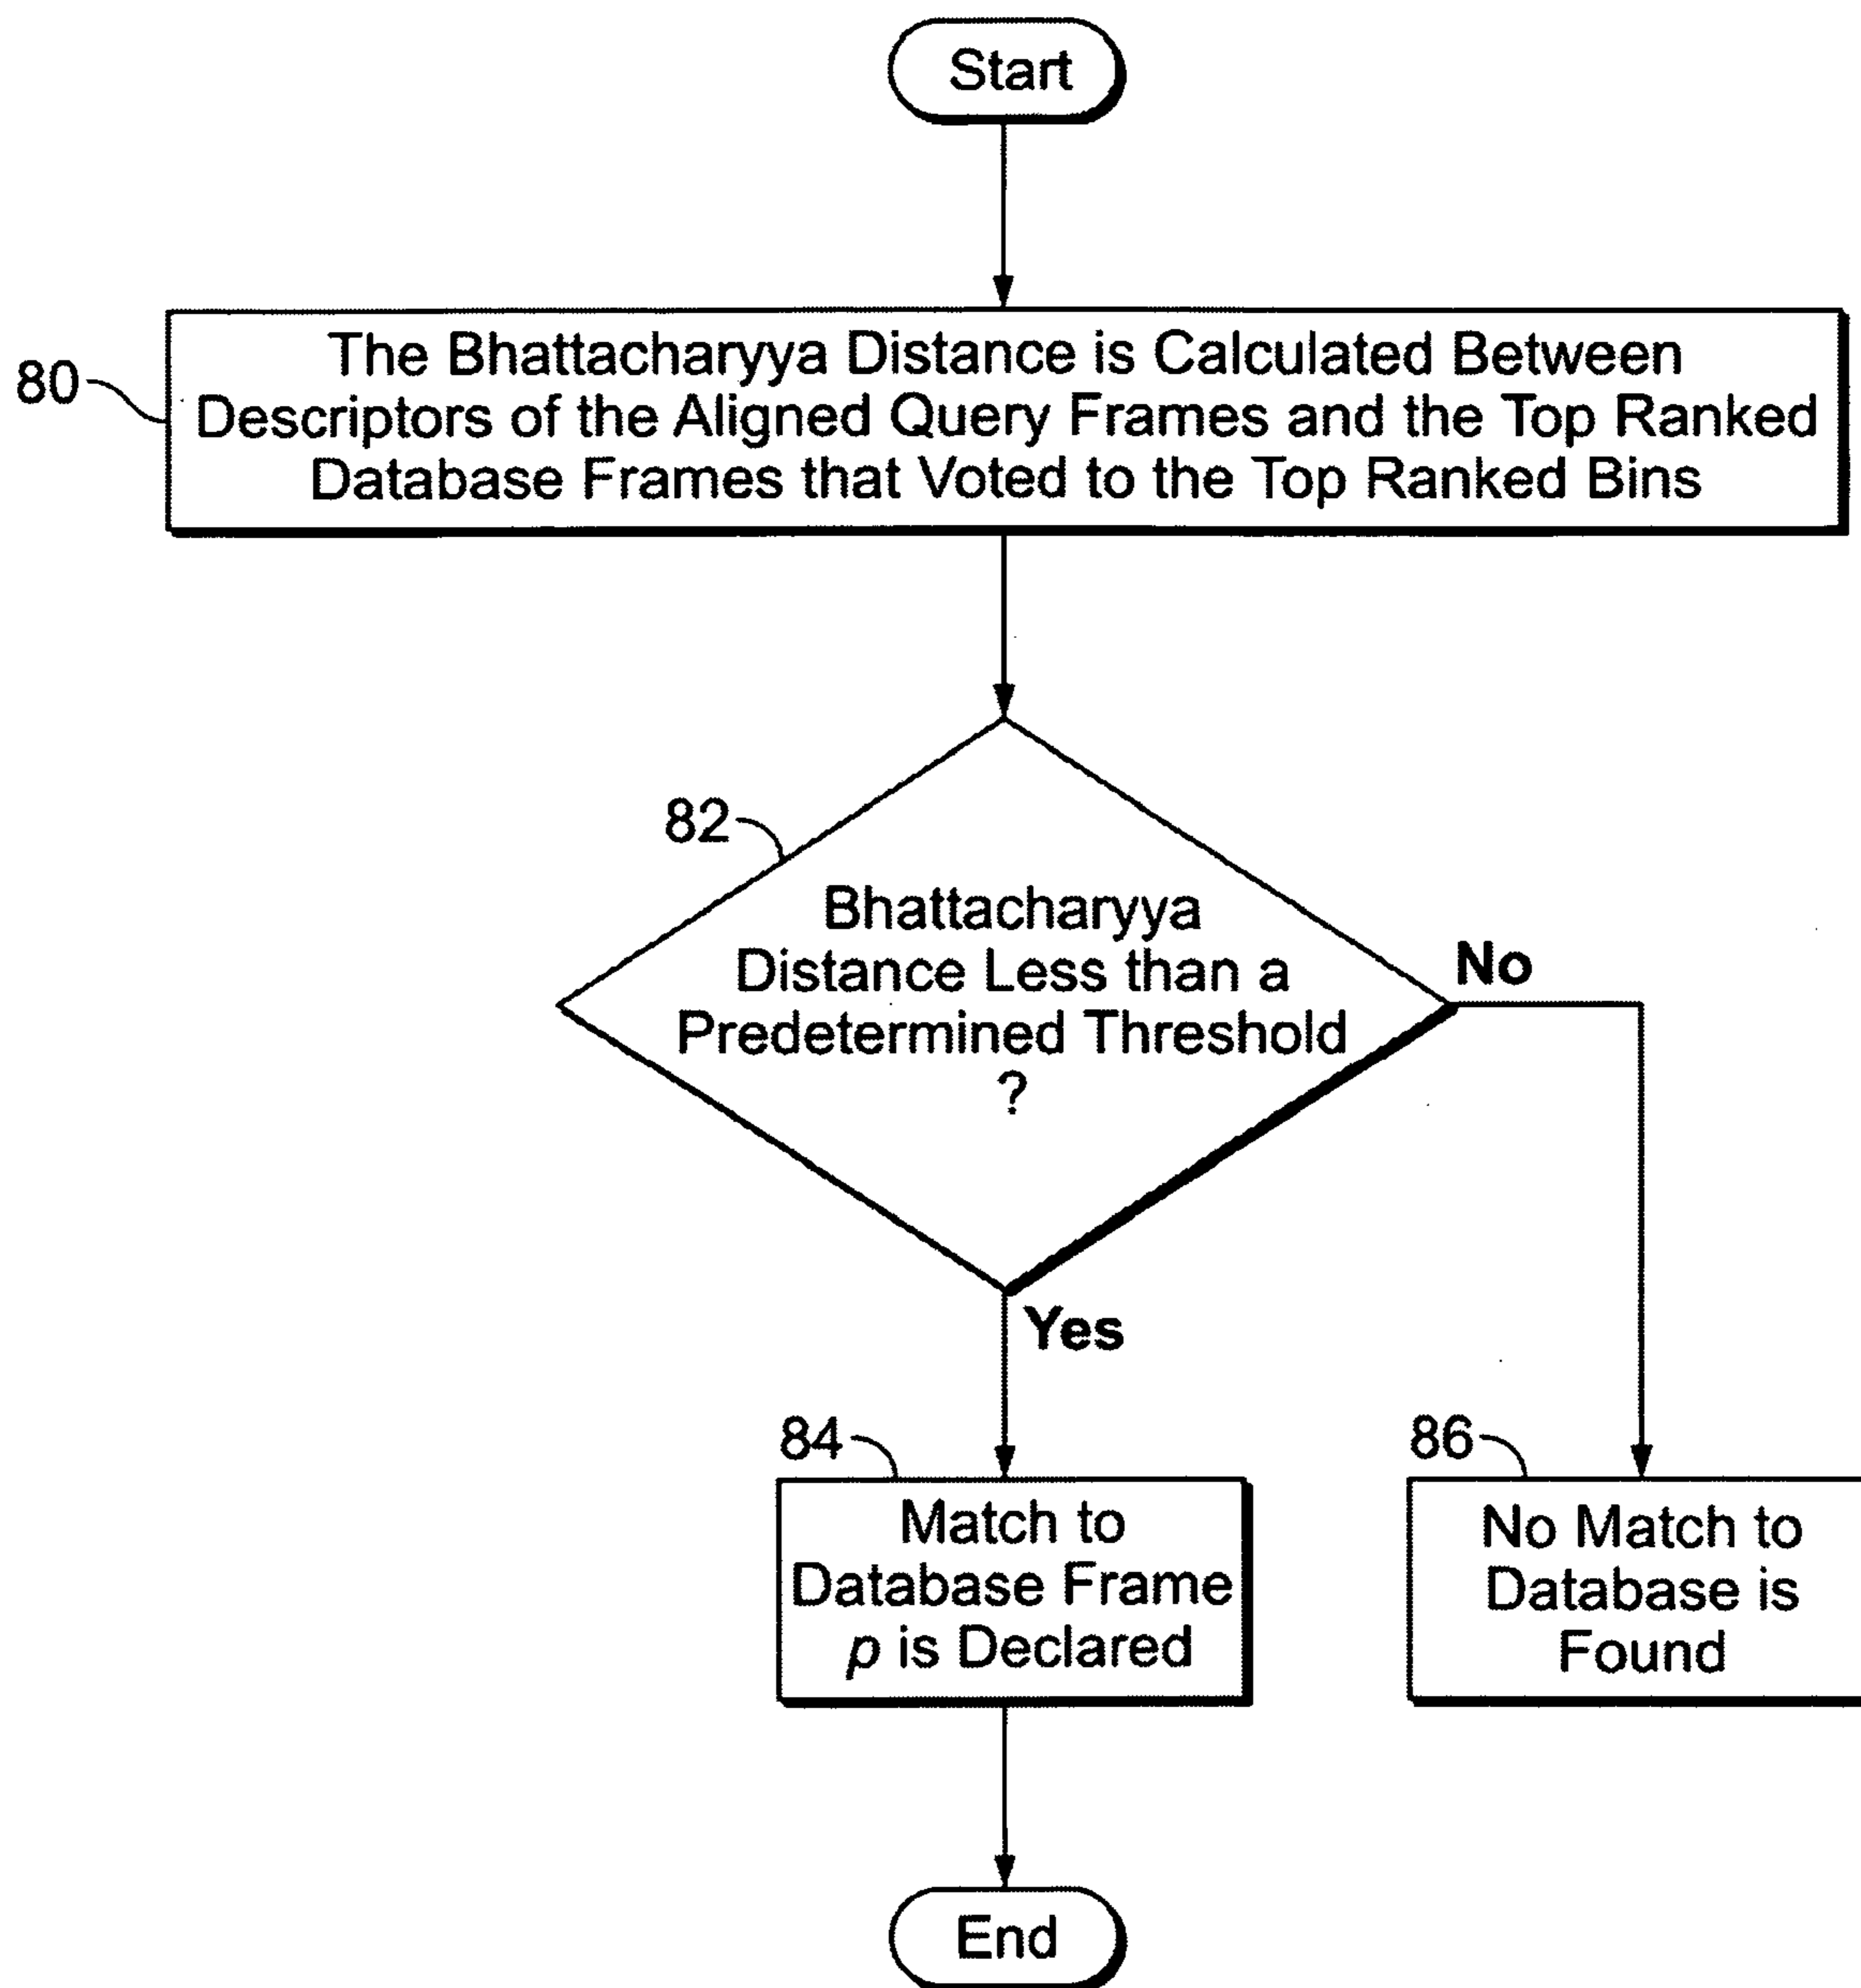 Start
80
The Bhattacharyya Distance is Calculated Between
Descriptors of the Aligned Query Frames and the Top Ranked
Database Frames that Voted to the Top Ranked Bins
82
Bhattacharyya
Distance Less than a
Predetermined Threshold
?
No
Yes
84
Match to
Database Frame
p is Declared
86
No Match to
Database is
Found
End